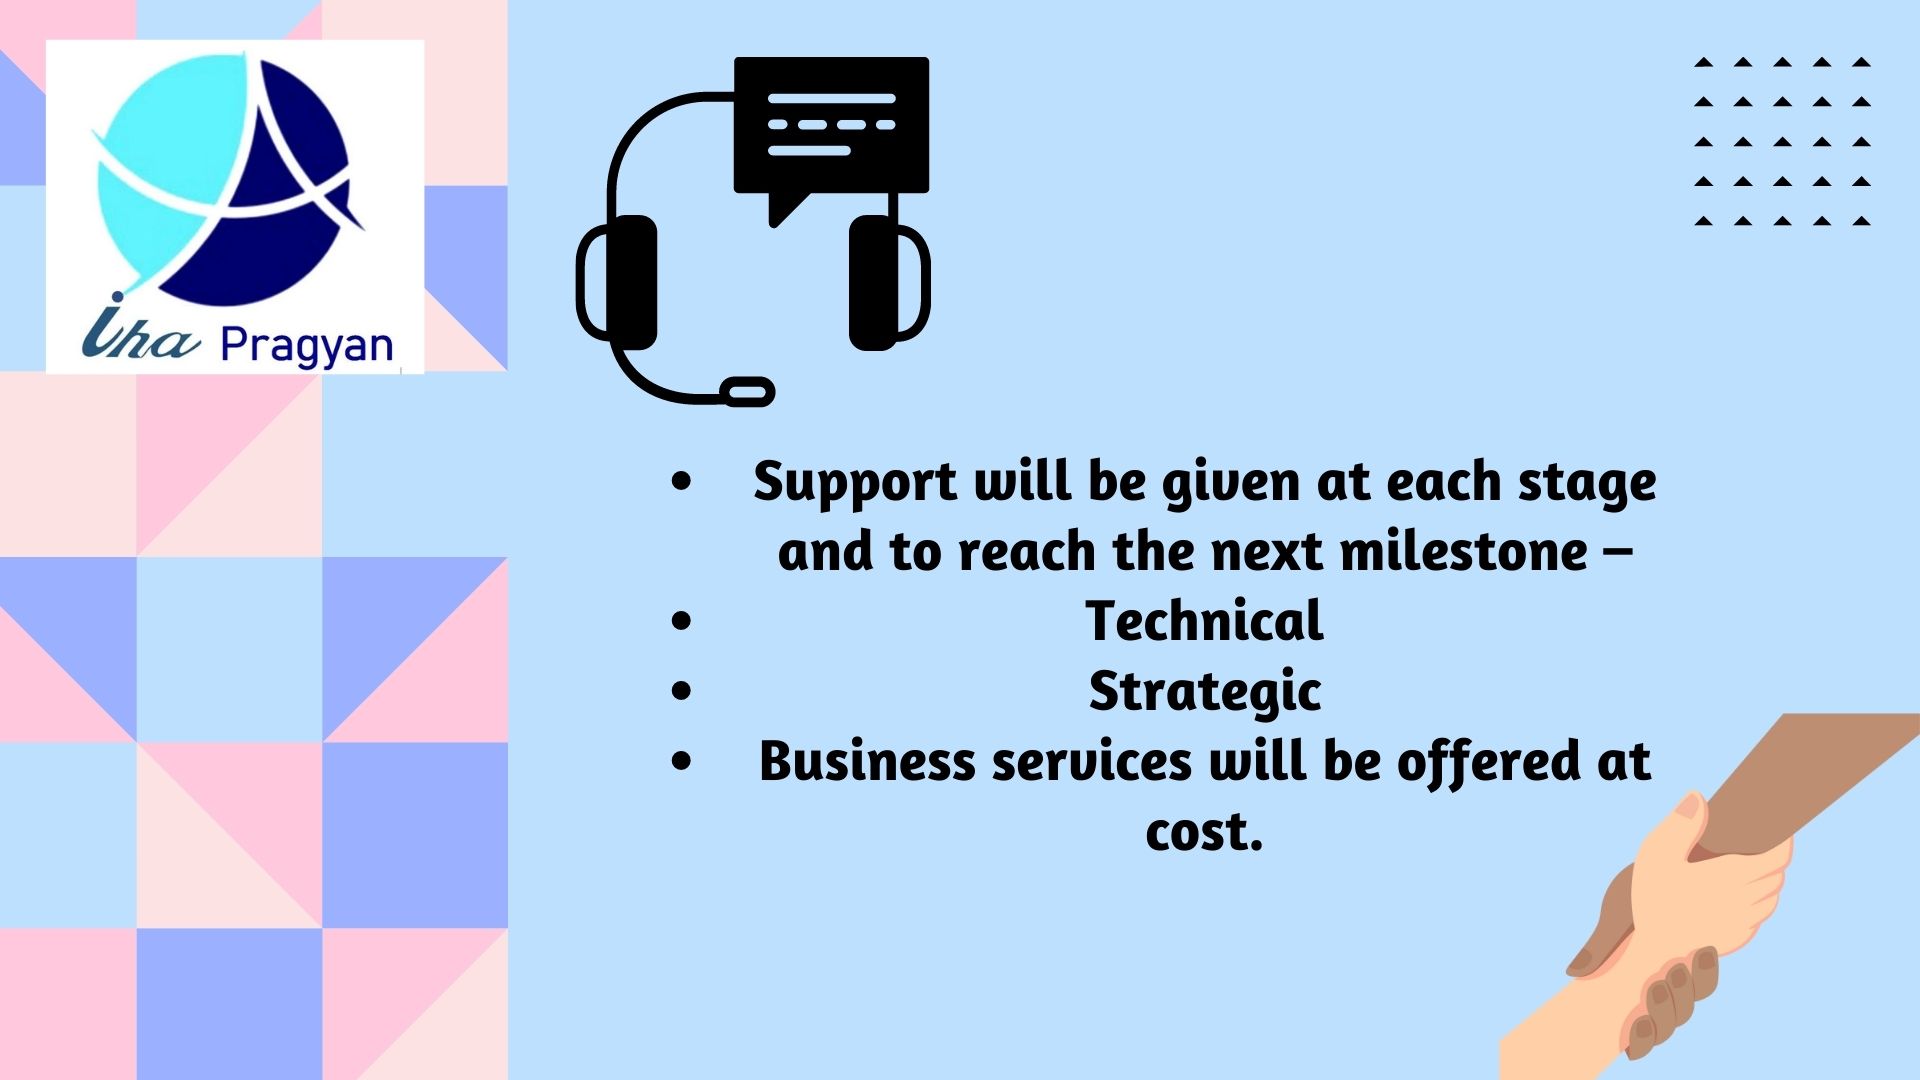 iha Pragyan
• Support will be given at each stage
and to reach the next milestone –
• Technical
• Strategic
• Business services will be offered at
cost.